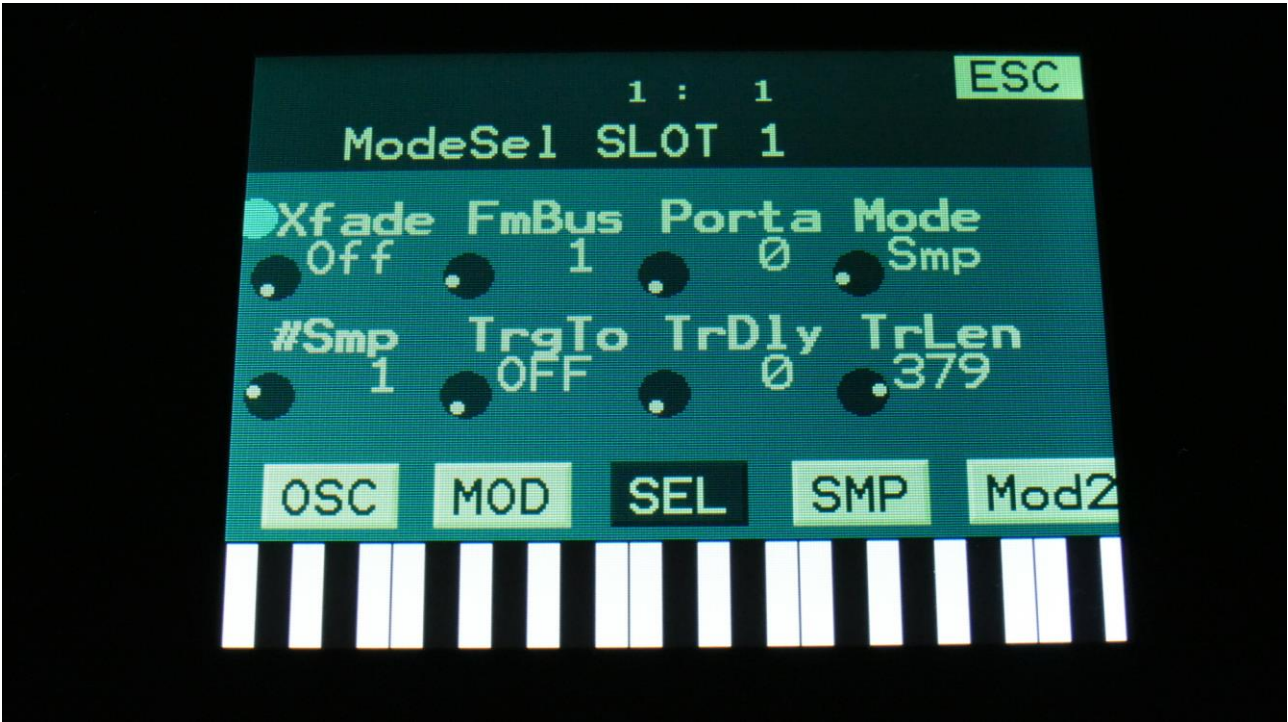 ESC
1 : 1
ModeSel SLOT 1
Xfade FmBus Porta Mode
Off 1 0 Smp
#Smp TrgTo TrDly TrLen
1 OFF 0 379
OSC MOD SEL SMP Mod2